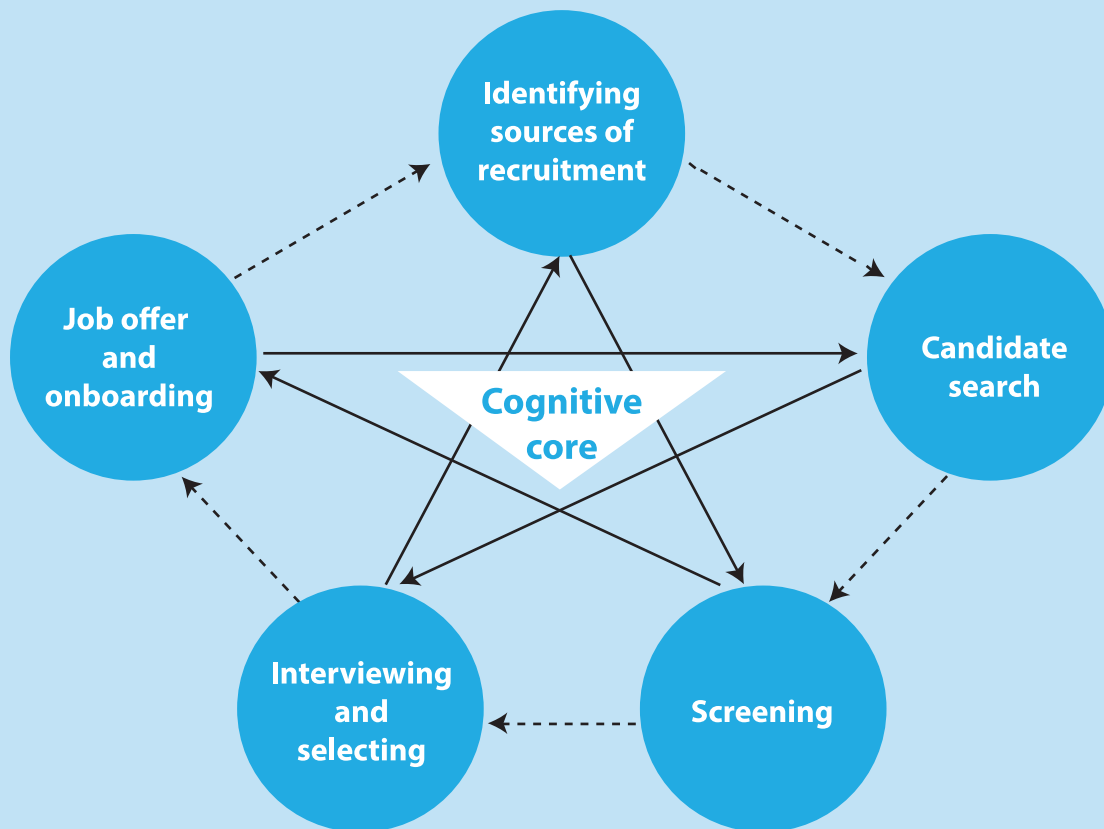 Identifying
sources of
recruitment
Job offer
and
onboarding
Candidate
search
Cognitive
core
Interviewing
and
selecting
Screening